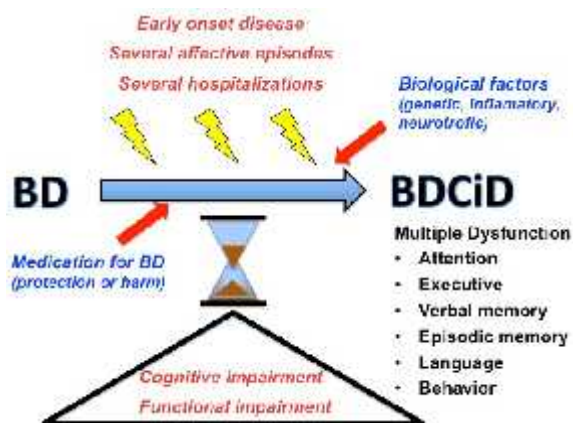 Early onset disease
Several affective episodes
Several hospitalizations
Biological factors
(genetic, inflamatory,
neurotrofic)
BD
BDCiD
Medication for BD
(protection or harm)
Multiple Dysfunction
• Attention
• Executive
• Verbal memory
• Episodic memory
• Language
• Behavior
Cognitive impairment
Functional impairment